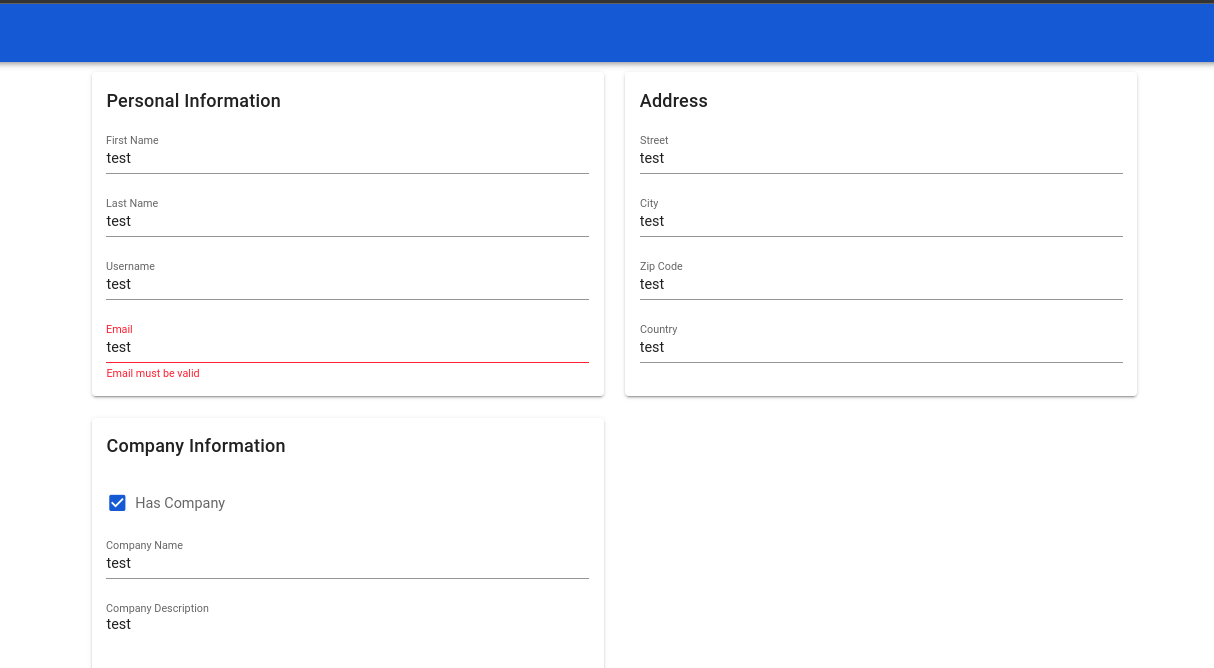 Personal Information
First Name
test
Last Name
test
Username
test
Email
test
Email must be valid
Address
Street
test
City
test
Zip Code
test
Country
test
Company Information
Has Company
Company Name
test
Company Description
test